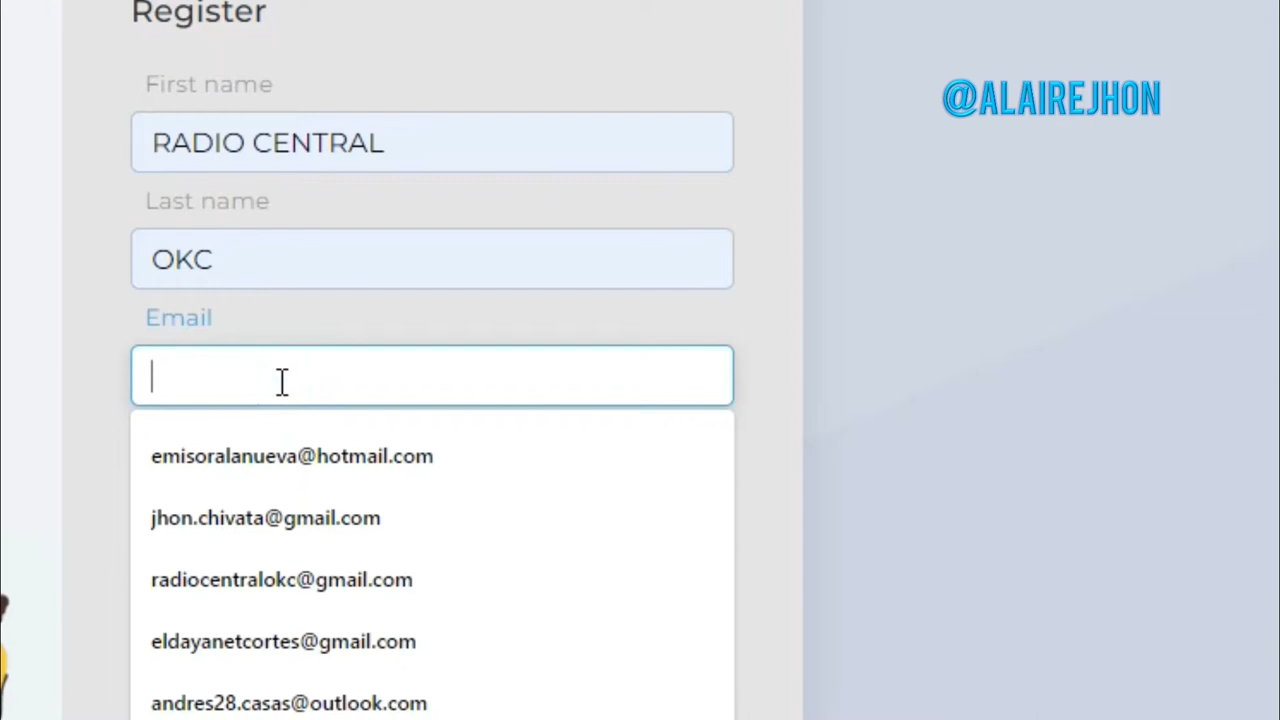 Register
@ALAIREJHON
First name
RADIO CENTRAL
Last name
OKC
Email
emisoralanueva@hotmail.com
jhon.chivata@gmail.com
radiocentralokc@gmail.com
eldayanetcortes@gmail.com
andres28.casas@outlook.com